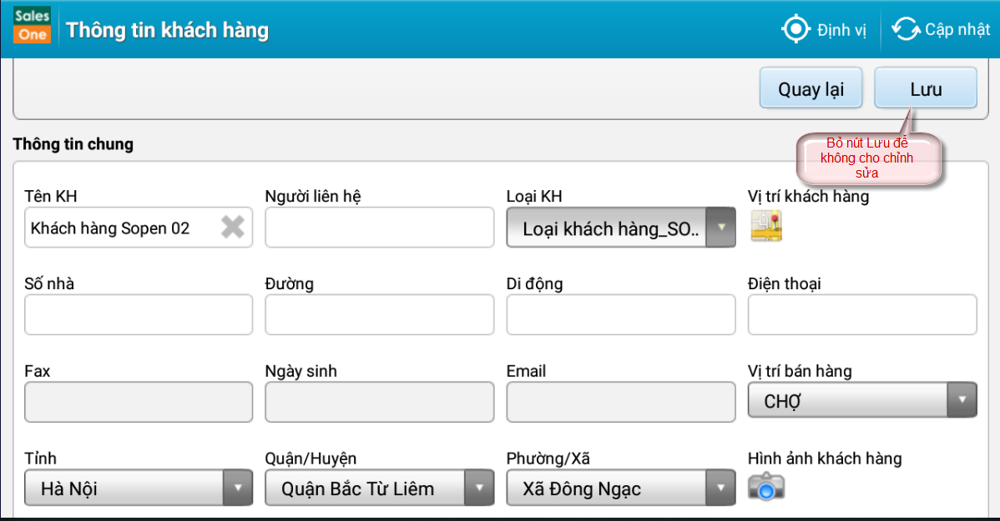 Sales
One
Thông tin khách hàng
Định vị
Cập nhật
Quay lại
Lưu
Bỏ nút Lưu để
không cho chỉnh
sửa
Thông tin chung
Tên KH
Người liên hệ
Loại KH
Vị trí khách hàng
Khách hàng Sopen 02
Loại khách hàng_SO..
Số nhà
Đường
Di động
Điện thoại
Fax
Ngày sinh
Email
Vị trí bán hàng
CHỢ
Tỉnh
Quận/Huyện
Phường/Xã
Hình ảnh khách hàng
Hà Nội
Quận Bắc Từ Liêm
Xã Đông Ngạc